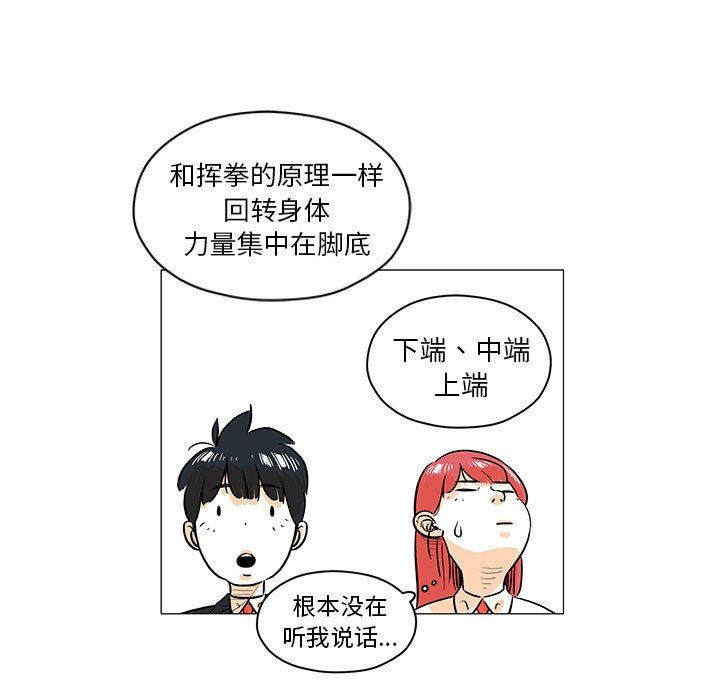 和挥拳的原理一样
回转身体
力量集中在脚底
下端、中端
上端
根本没在
听我说话...